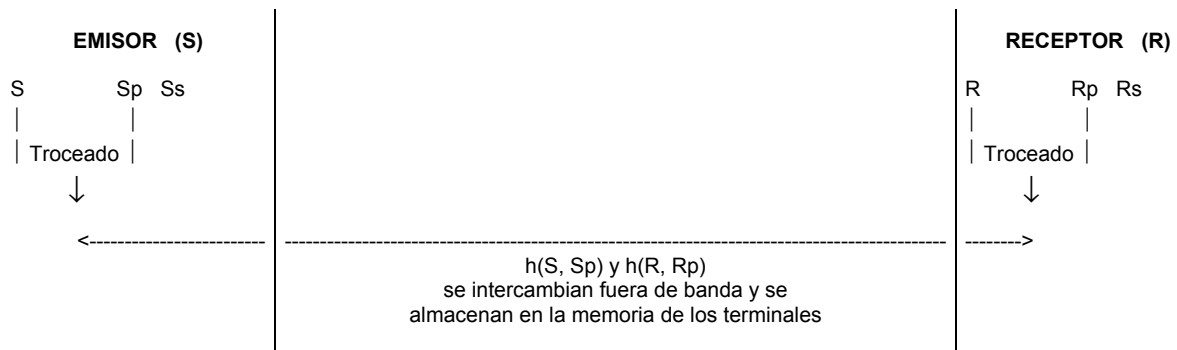 EMISOR (S)
RECEPTOR (R)
S Sp Ss
R Rp Rs
| |
| |
| Troceado |
| Troceado |
↓
↓
<------------------------- ---------------------------------------------------------------------------------------------- -------->
h(S, Sp) y h(R, Rp)
se intercambian fuera de banda y se
almacenan en la memoria de los terminales